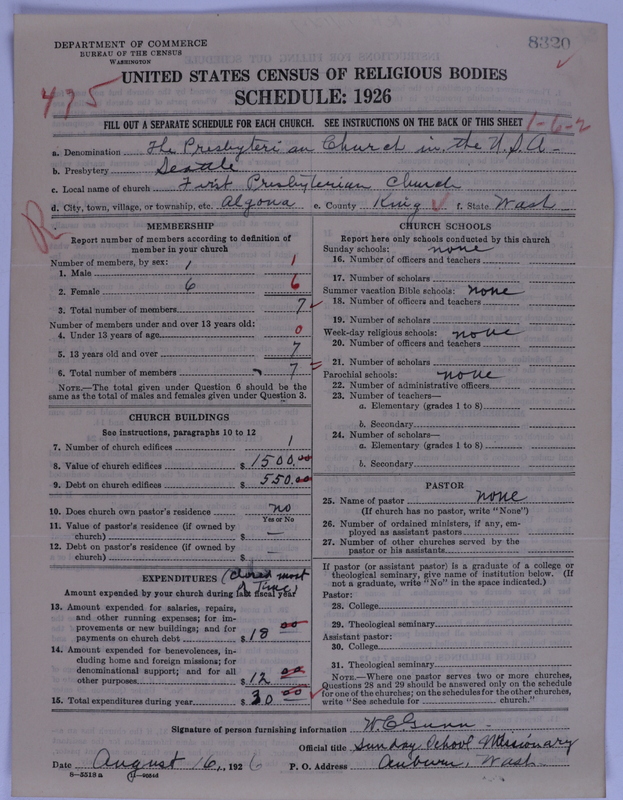 DEPARTMENT OF COMMERCE
BUREAU OF THE CENSUS
WASHINGTON
8320
UNITED STATES CENSUS OF RELIGIOUS BODIES
475
SCHEDULE: 1926
FILL OUT A SEPARATE SCHEDULE FOR EACH CHURCH. SEE INSTRUCTIONS ON THE BACK OF THIS SHEET 1-6-2
a. Denomination The Presbyterian Church in the U.S.A.
b. Presbytery Seattle
c. Local name of church First Presbyterian Church
d. City, town, village, or township, etc. Algona e. County King f. State Wash
R
MEMBERSHIP
Report number of members according to definition of
member in your church
Number of members, by sex:
1. Male 1 1
2. Female 6 6
3. Total number of members 7
Number of members under and over 13 years old:
4. Under 13 years of age 0
5. 13 years old and over 7
6. Total number of members 7
NOTE.—The total given under Question 6 should be the
same as the total of males and females given under Question 3.
CHURCH BUILDINGS
See instructions, paragraphs 10 to 12
7. Number of church edifices 1
8. Value of church edifices $ 1500.00
9. Debt on church edifices $ 550.00
10. Does church own pastor's residence no
Yes or No
11. Value of pastor's residence (if owned by
church) $ —
12. Debt on pastor's residence (if owned by
church) $ —
EXPENDITURES (closed most
of Time)
Amount expended by your church during last fiscal year
13. Amount expended for salaries, repairs,
and other running expenses; for im-
provements or new buildings; and for
payments on church debt $ 18 00
14. Amount expended for benevolences, in-
cluding home and foreign missions; for
denominational support; and for all
other purposes $ 12 00
15. Total expenditures during year $ 30 00
CHURCH SCHOOLS
Report here only schools conducted by this church
Sunday schools: none
16. Number of officers and teachers
17. Number of scholars
Summer vacation Bible schools: none
18. Number of officers and teachers
19. Number of scholars
Week-day religious schools: none
20. Number of officers and teachers
21. Number of scholars
Parochial schools: none
22. Number of administrative officers
23. Number of teachers—
a. Elementary (grades 1 to 8)
b. Secondary
24. Number of scholars—
a. Elementary (grades 1 to 8)
b. Secondary
PASTOR
25. Name of pastor none
(If church has no pastor, write "None")
26. Number of ordained ministers, if any, em-
ployed as assistant pastors
27. Number of other churches served by the
pastor or his assistants
If pastor (or assistant pastor) is a graduate of a college or
theological seminary, give name of institution below. (If
not a graduate, write "No" in the space indicated.)
Pastor:
28. College
29. Theological seminary
Assistant pastor:
30. College
31. Theological seminary
NOTE.—Where one pastor serves two or more churches,
Questions 28 and 29 should be answered only on the schedule
for one of the churches; on the schedules for the other churches,
write "See schedule for church."
Signature of person furnishing information W.C. Gunn
Official title Sunday School Missionary
Date August 16, 1926 P. O. Address Auburn, Wash
8—5518 a